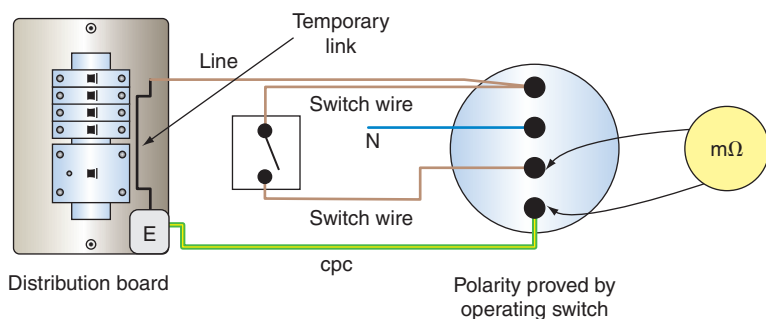 Temporary
link
Line
Switch wire
N
mΩ
Switch wire
E
cpc
Distribution board
Polarity proved by
operating switch